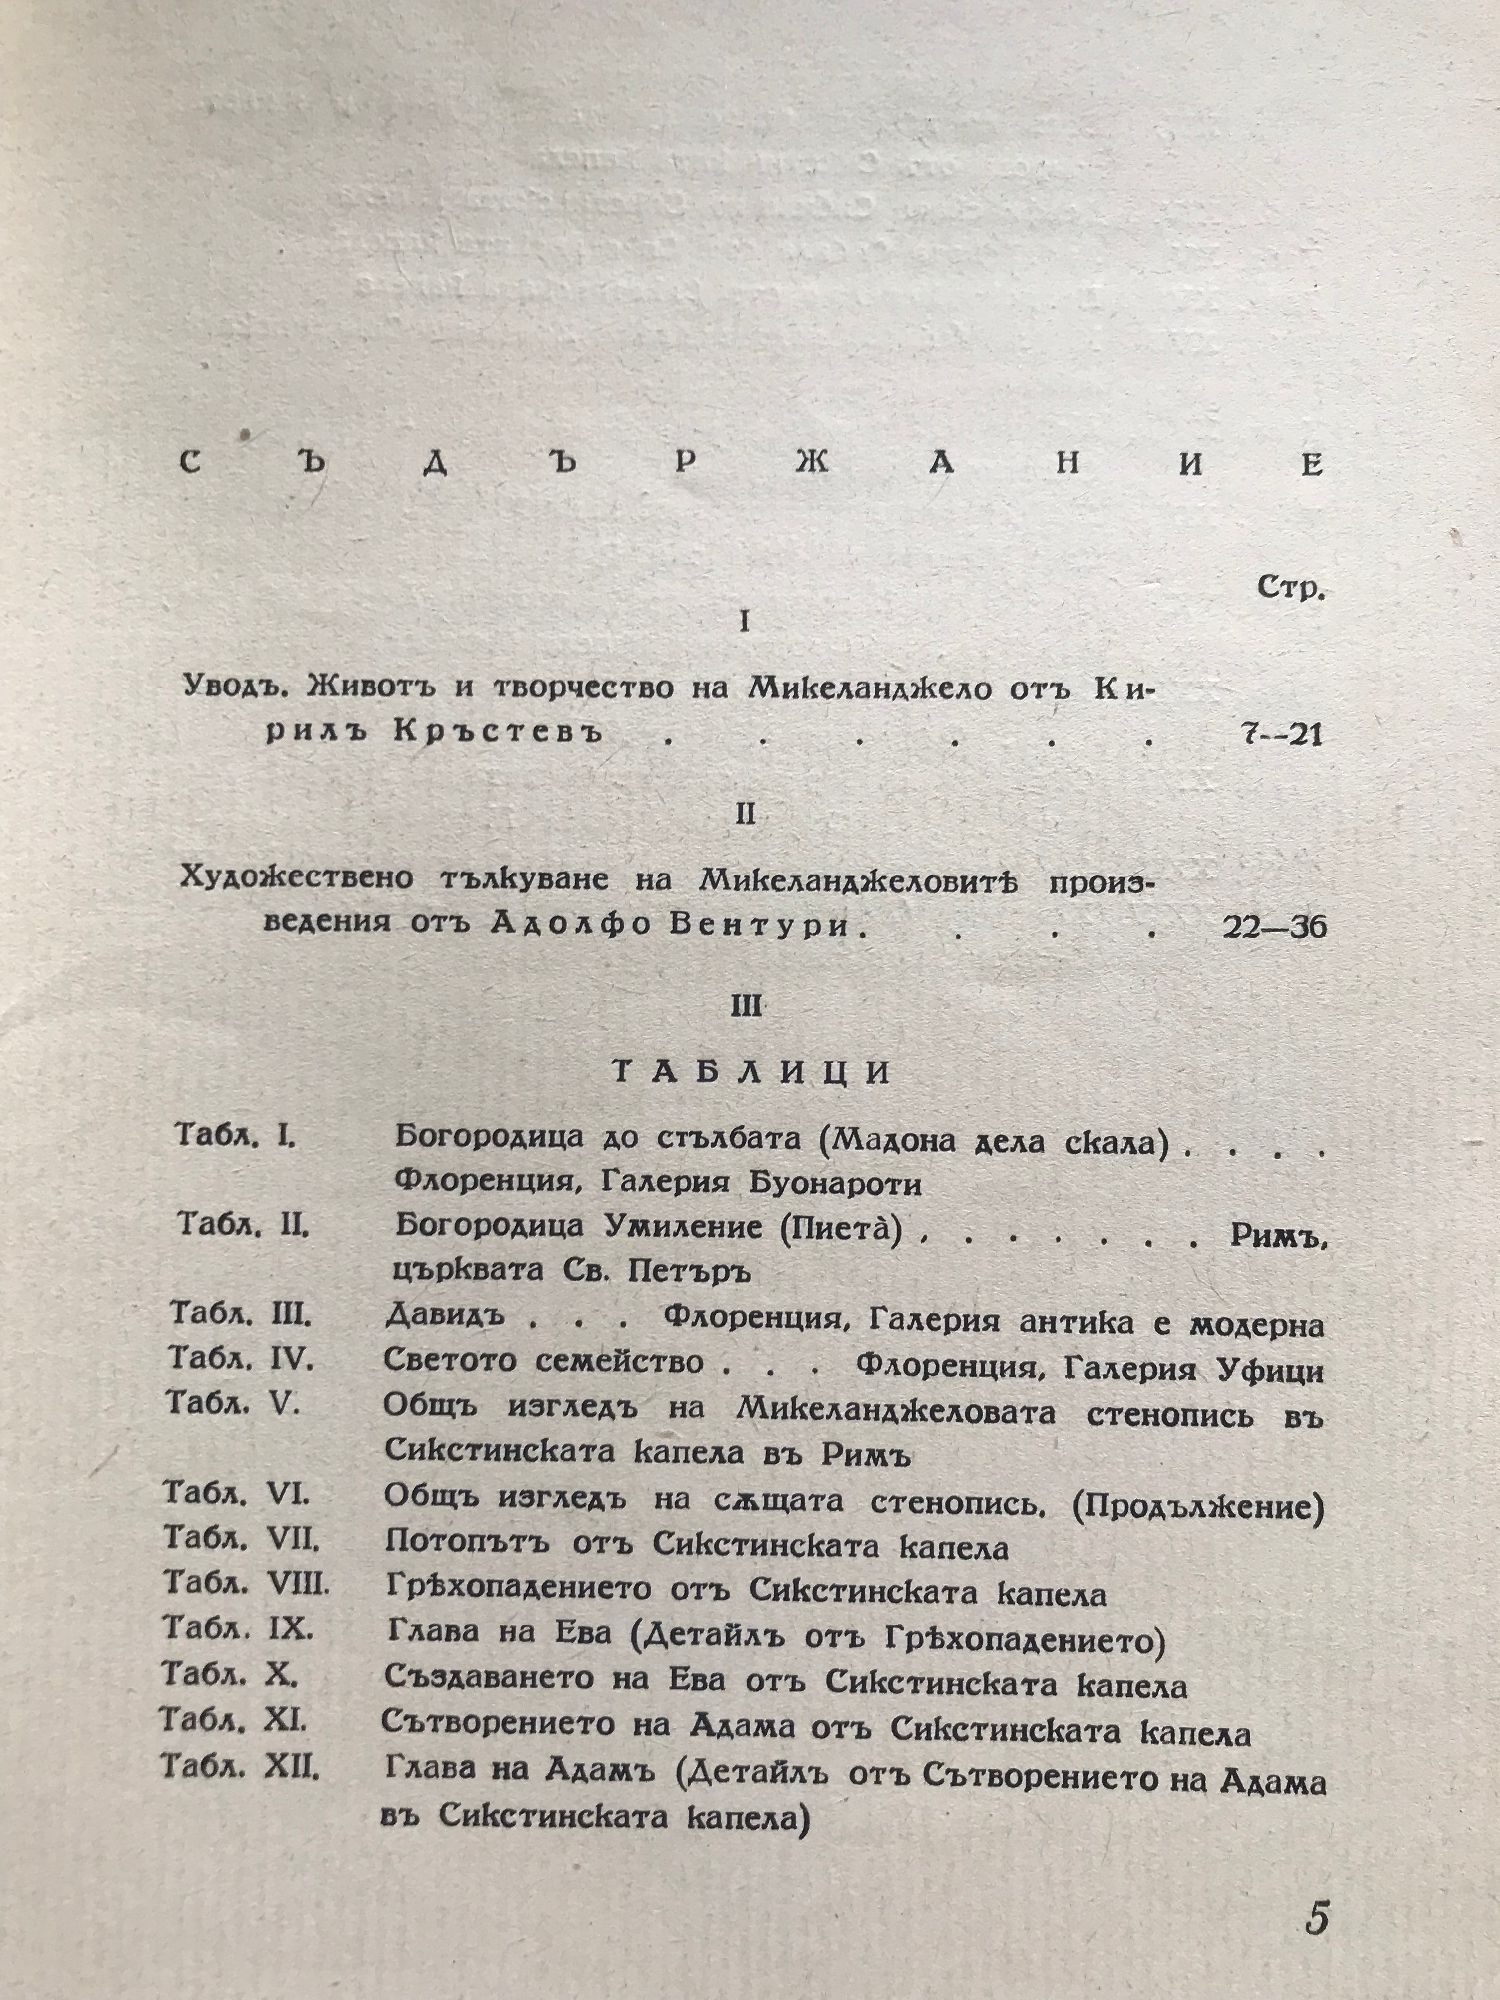 СЪДЪРЖАНИЕ
Стр.
I
Уводъ. Животъ и творчество на Микеланджело отъ Ки-
рилъ Кръстевъ . . . . . . 7--21
II
Художествено тълкуване на Микеланджеловитѣ произ-
ведения отъ Адолфо Вентури. . . . 22—36
III
ТАБЛИЦИ
Табл. I. Богородица до стълбата (Мадона дела скала) . . . .
Флоренция, Галерия Буонароти
Табл. II. Богородица Умиление (Пиета̀) . . . . . . . Римъ,
църквата Св. Петъръ
Табл. III. Давидъ . . . Флоренция, Галерия антика е модерна
Табл. IV. Светото семейство . . . Флоренция, Галерия Уфици
Табл. V. Общъ изгледъ на Микеланджеловата стенопись въ
Сикстинската капела въ Римъ
Табл. VI. Общъ изгледъ на сѫщата стенопись. (Продължение)
Табл. VII. Потопътъ отъ Сикстинската капела
Табл. VIII. Грѣхопадението отъ Сикстинската капела
Табл. IX. Глава на Ева (Детайлъ отъ Грѣхопадението)
Табл. X. Създаването на Ева отъ Сикстинската капела
Табл. XI. Сътворението на Адама отъ Сикстинската капела
Табл. XII. Глава на Адамъ (Детайлъ отъ Сътворението на Адама
въ Сикстинската капела)
5